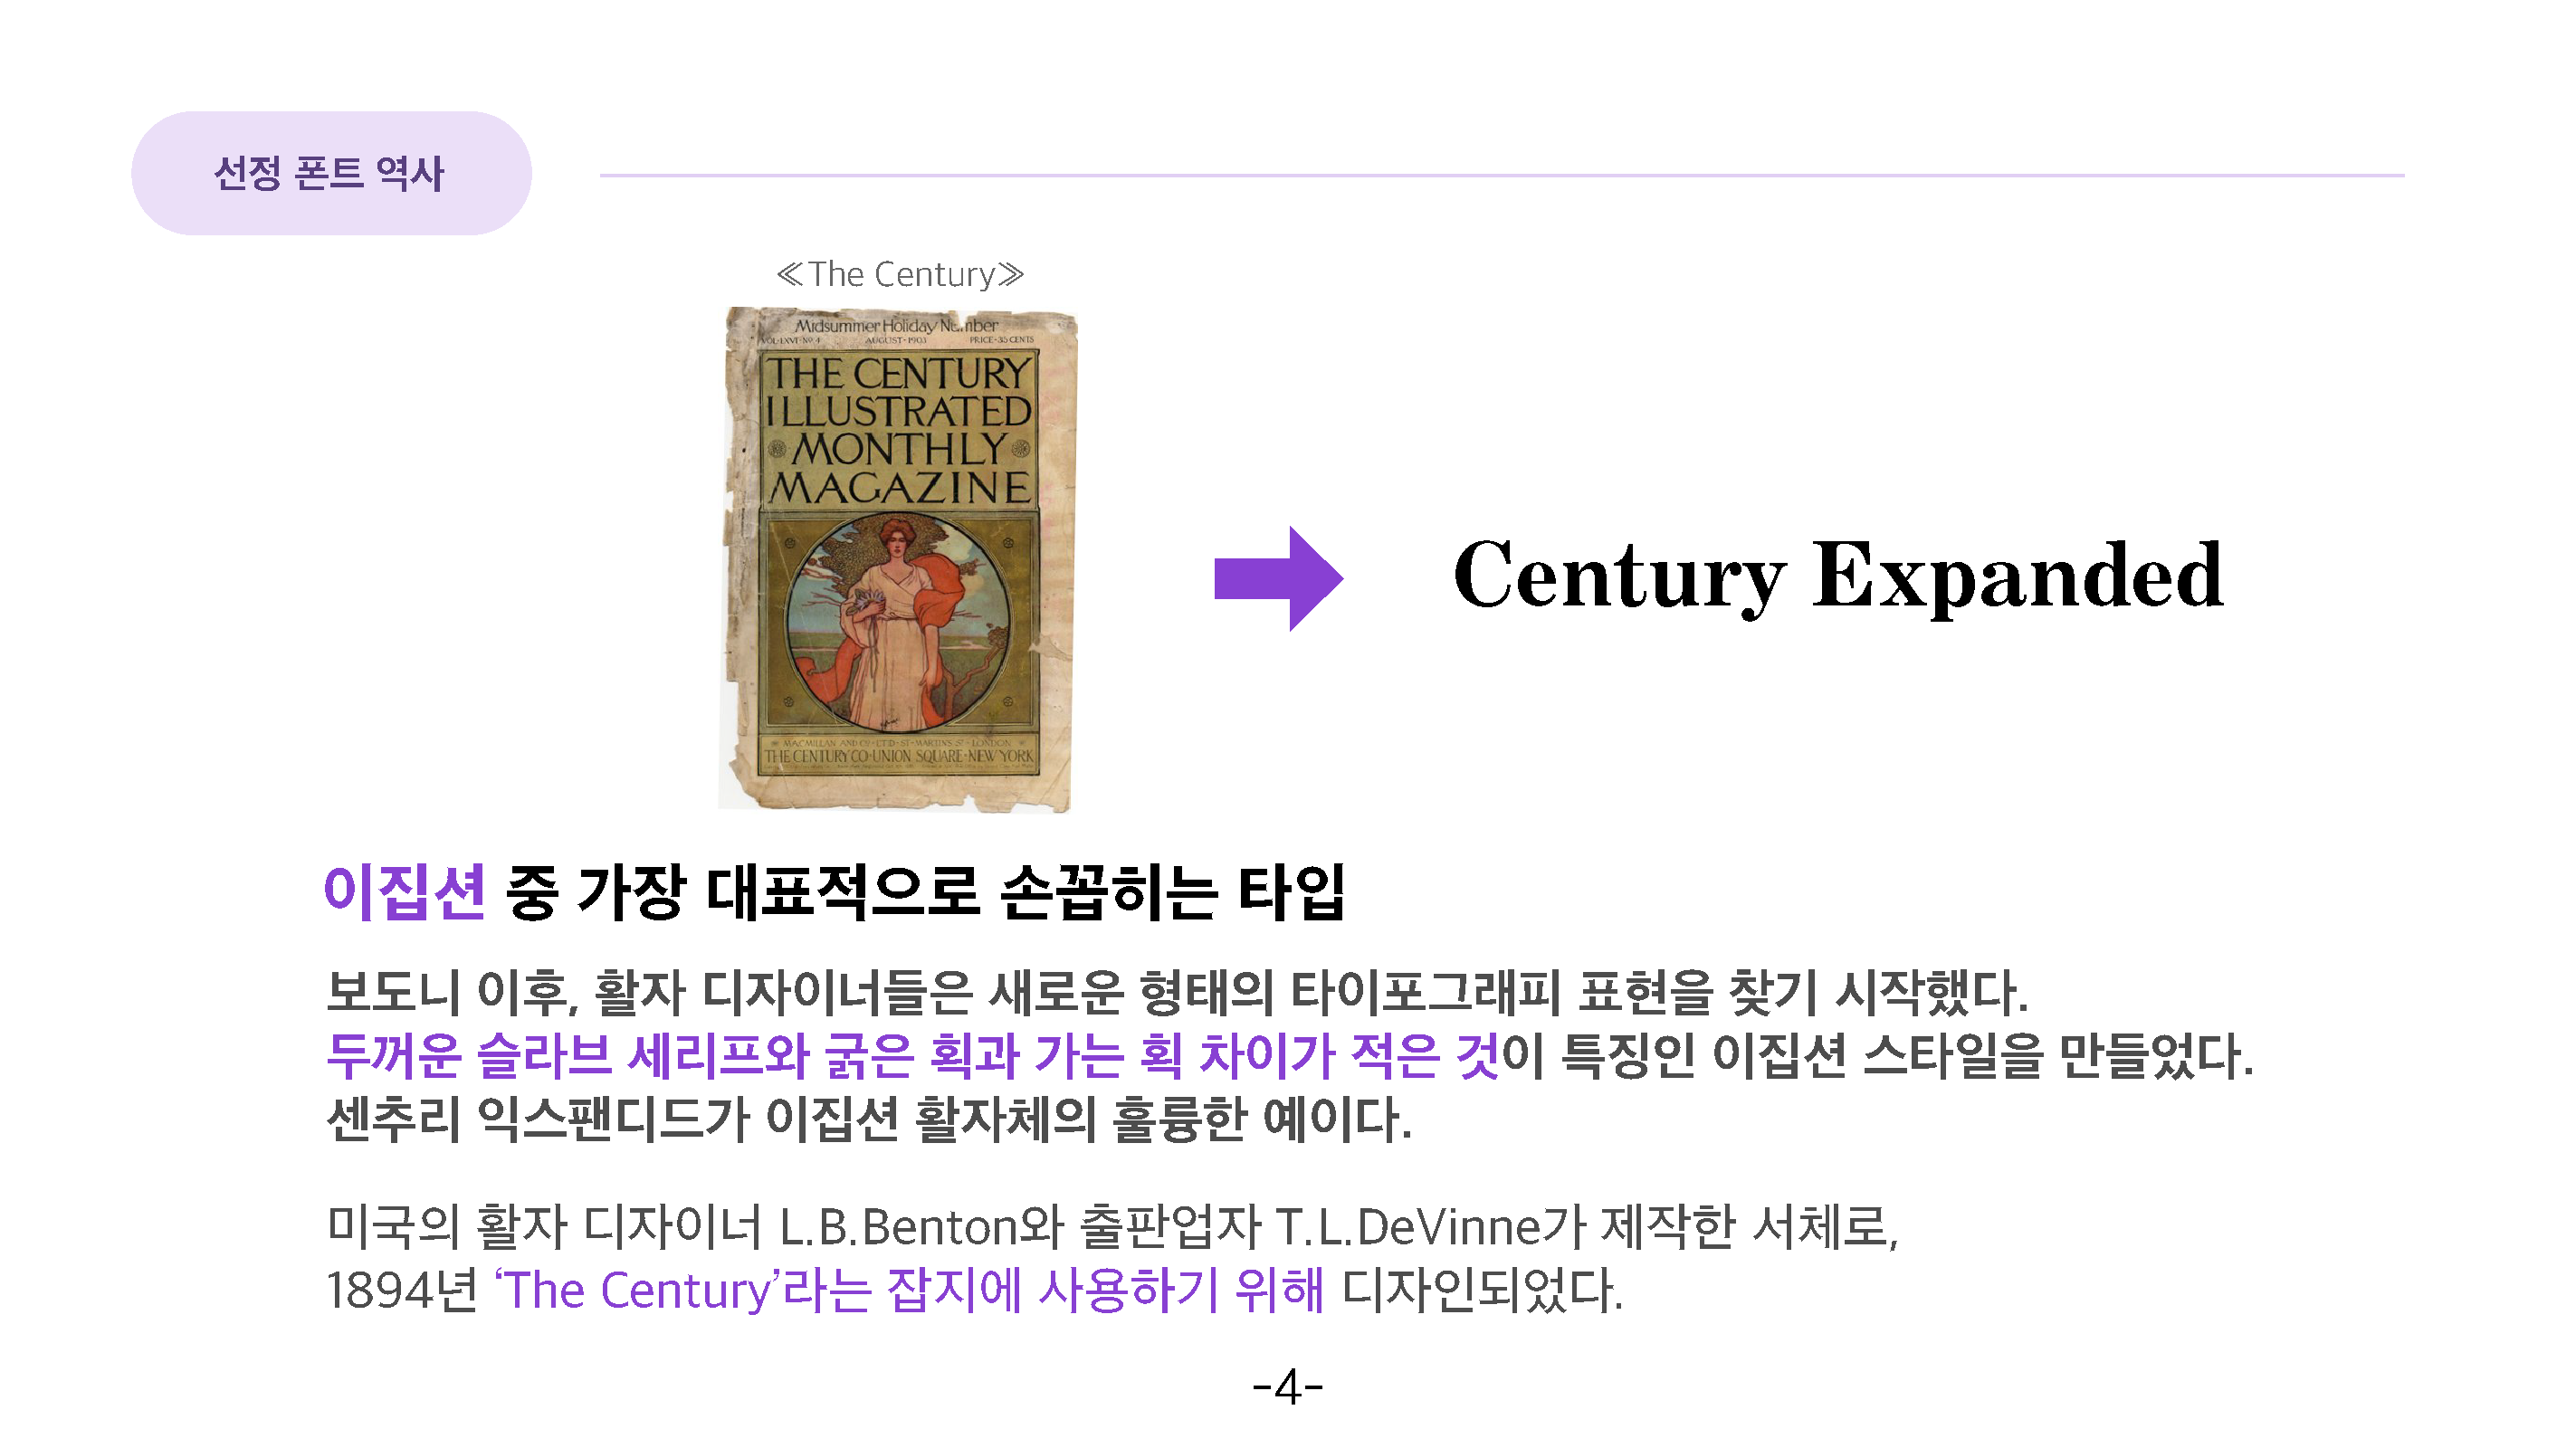 선정 폰트 역사
≪The Century≫
Midsummer Holiday Number
VOL·LXVI·Nº 4 AUGUST·1903 PRICE·35 CENTS
THE CENTURY
ILLUSTRATED
MONTHLY
MAGAZINE
MACMILLAN AND CO·LTD·ST·MARTIN'S ST·LONDON
THE CENTURY CO·UNION SQUARE·NEW YORK
Century Expanded
이집션 중 가장 대표적으로 손꼽히는 타입
보도니 이후, 활자 디자이너들은 새로운 형태의 타이포그래피 표현을 찾기 시작했다.
두꺼운 슬라브 세리프와 굵은 획과 가는 획 차이가 적은 것이 특징인 이집션 스타일을 만들었다.
센추리 익스팬디드가 이집션 활자체의 훌륭한 예이다.
미국의 활자 디자이너 L.B.Benton와 출판업자 T.L.DeVinne가 제작한 서체로,
1894년 ‘The Century’라는 잡지에 사용하기 위해 디자인되었다.
-4-